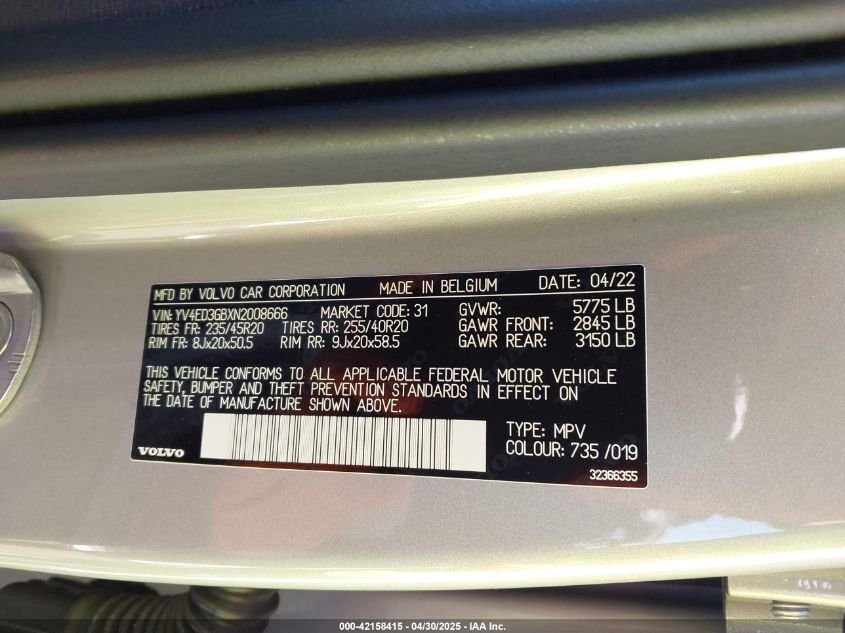 MFD BY VOLVO CAR CORPORATION MADE IN BELGIUM DATE: 04/22
VIN: YV4ED3GBXN2008666 MARKET CODE: 31 GVWR: 5775 LB
TIRES FR: 235/45R20 TIRES RR: 255/40R20 GAWR FRONT: 2845 LB
RIM FR: 8Jx20x50.5 RIM RR: 9Jx20x58.5 GAWR REAR: 3150 LB
THIS VEHICLE CONFORMS TO ALL APPLICABLE FEDERAL MOTOR VEHICLE
SAFETY, BUMPER AND THEFT PREVENTION STANDARDS IN EFFECT ON
THE DATE OF MANUFACTURE SHOWN ABOVE.
TYPE: MPV
COLOUR: 735 /019
VOLVO
32366355
000-42158415 - 04/30/2025 - IAA Inc.